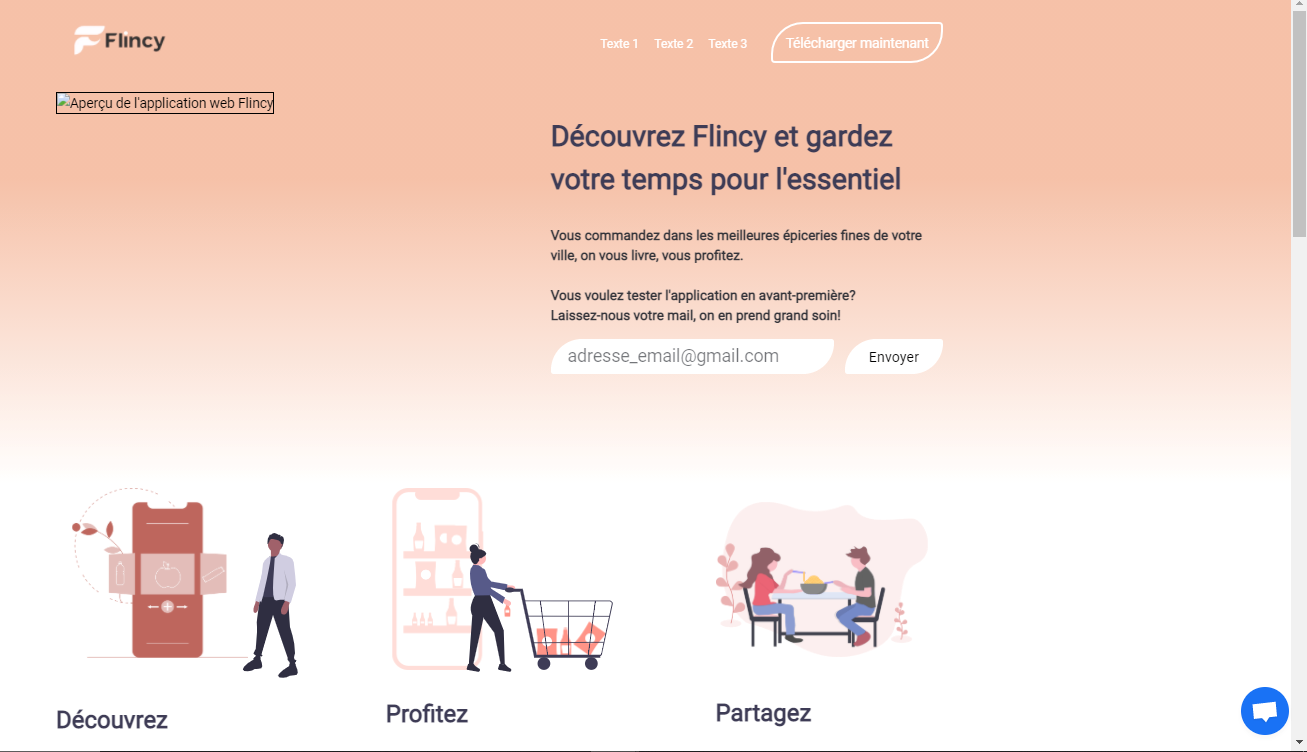 Flincy
Texte 1
Texte 2
Texte 3
Télécharger maintenant
Aperçu de l'application web Flincy
Découvrez Flincy et gardez
votre temps pour l'essentiel
Vous commandez dans les meilleures épiceries fines de votre
ville, on vous livre, vous profitez.
Vous voulez tester l'application en avant-première?
Laissez-nous votre mail, on en prend grand soin!
adresse_email@gmail.com
Envoyer
Découvrez
Profitez
Partagez